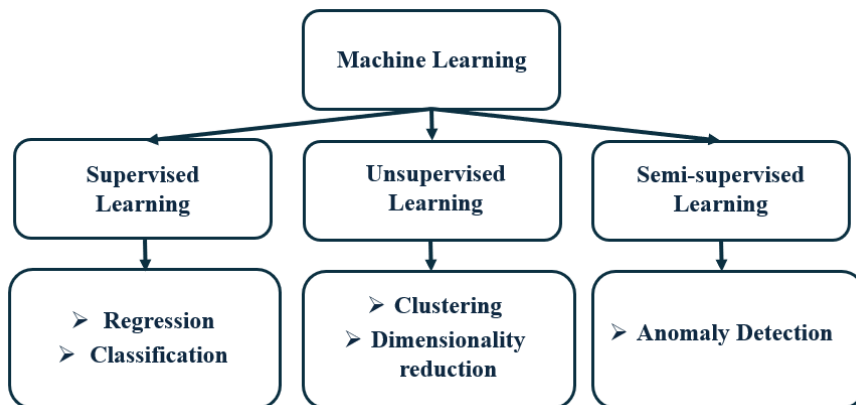 Machine Learning
Supervised
Learning
Unsupervised
Learning
Semi-supervised
Learning
➢ Regression
➢ Classification
➢ Clustering
➢ Dimensionality
reduction
➢ Anomaly Detection